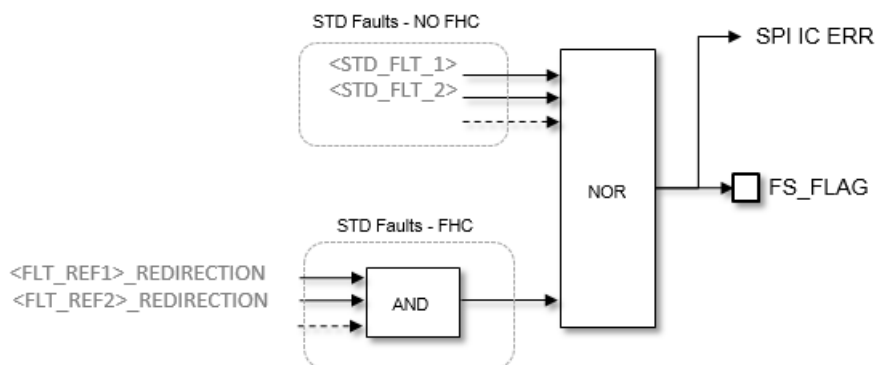 STD Faults - NO FHC
<STD_FLT_1>
<STD_FLT_2>
SPI IC ERR
NOR
FS_FLAG
STD Faults - FHC
<FLT_REF1>_REDIRECTION
<FLT_REF2>_REDIRECTION
AND